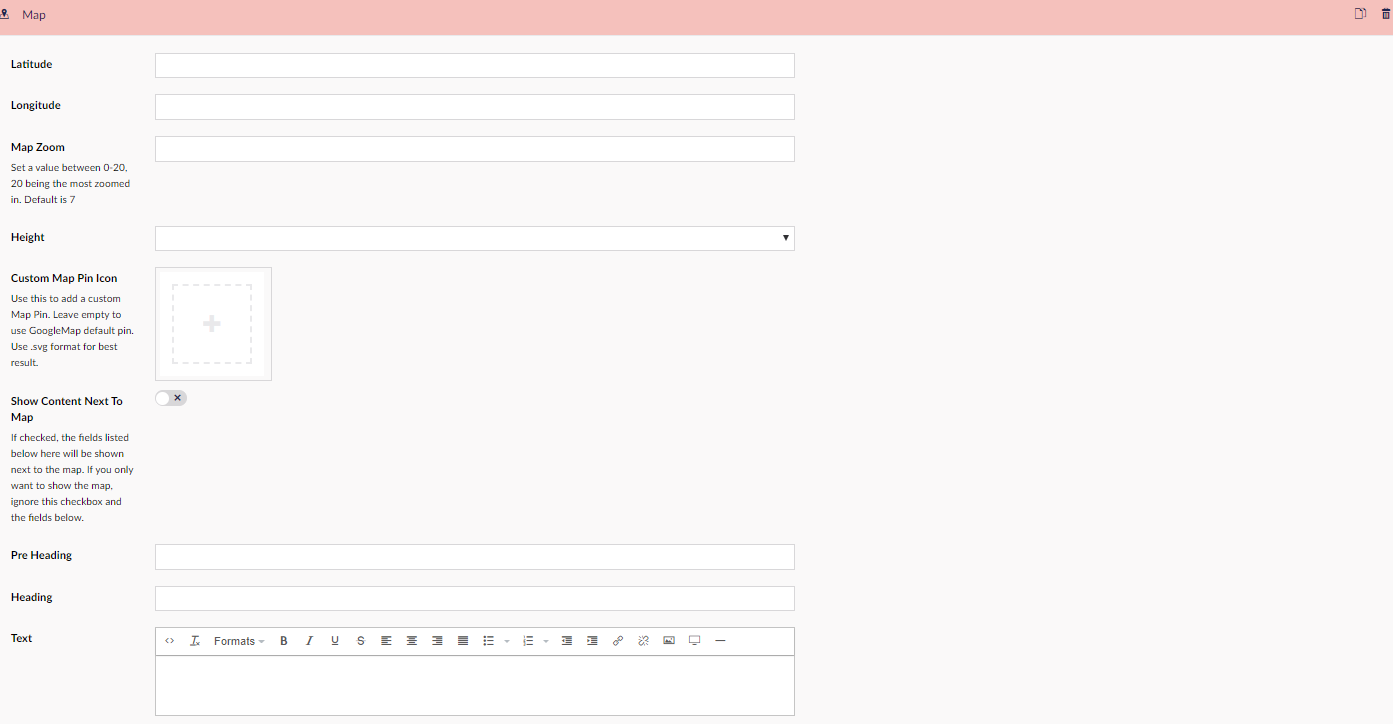 Map
Latitude
Longitude
Map Zoom
Set a value between 0-20,
20 being the most zoomed
in. Default is 7
Height
Custom Map Pin Icon
Use this to add a custom
Map Pin. Leave empty to
use GoogleMap default pin.
Use .svg format for best
result.
Show Content Next To
Map
If checked, the fields listed
below here will be shown
next to the map. If you only
want to show the map,
ignore this checkbox and
the fields below.
Pre Heading
Heading
Text
Formats